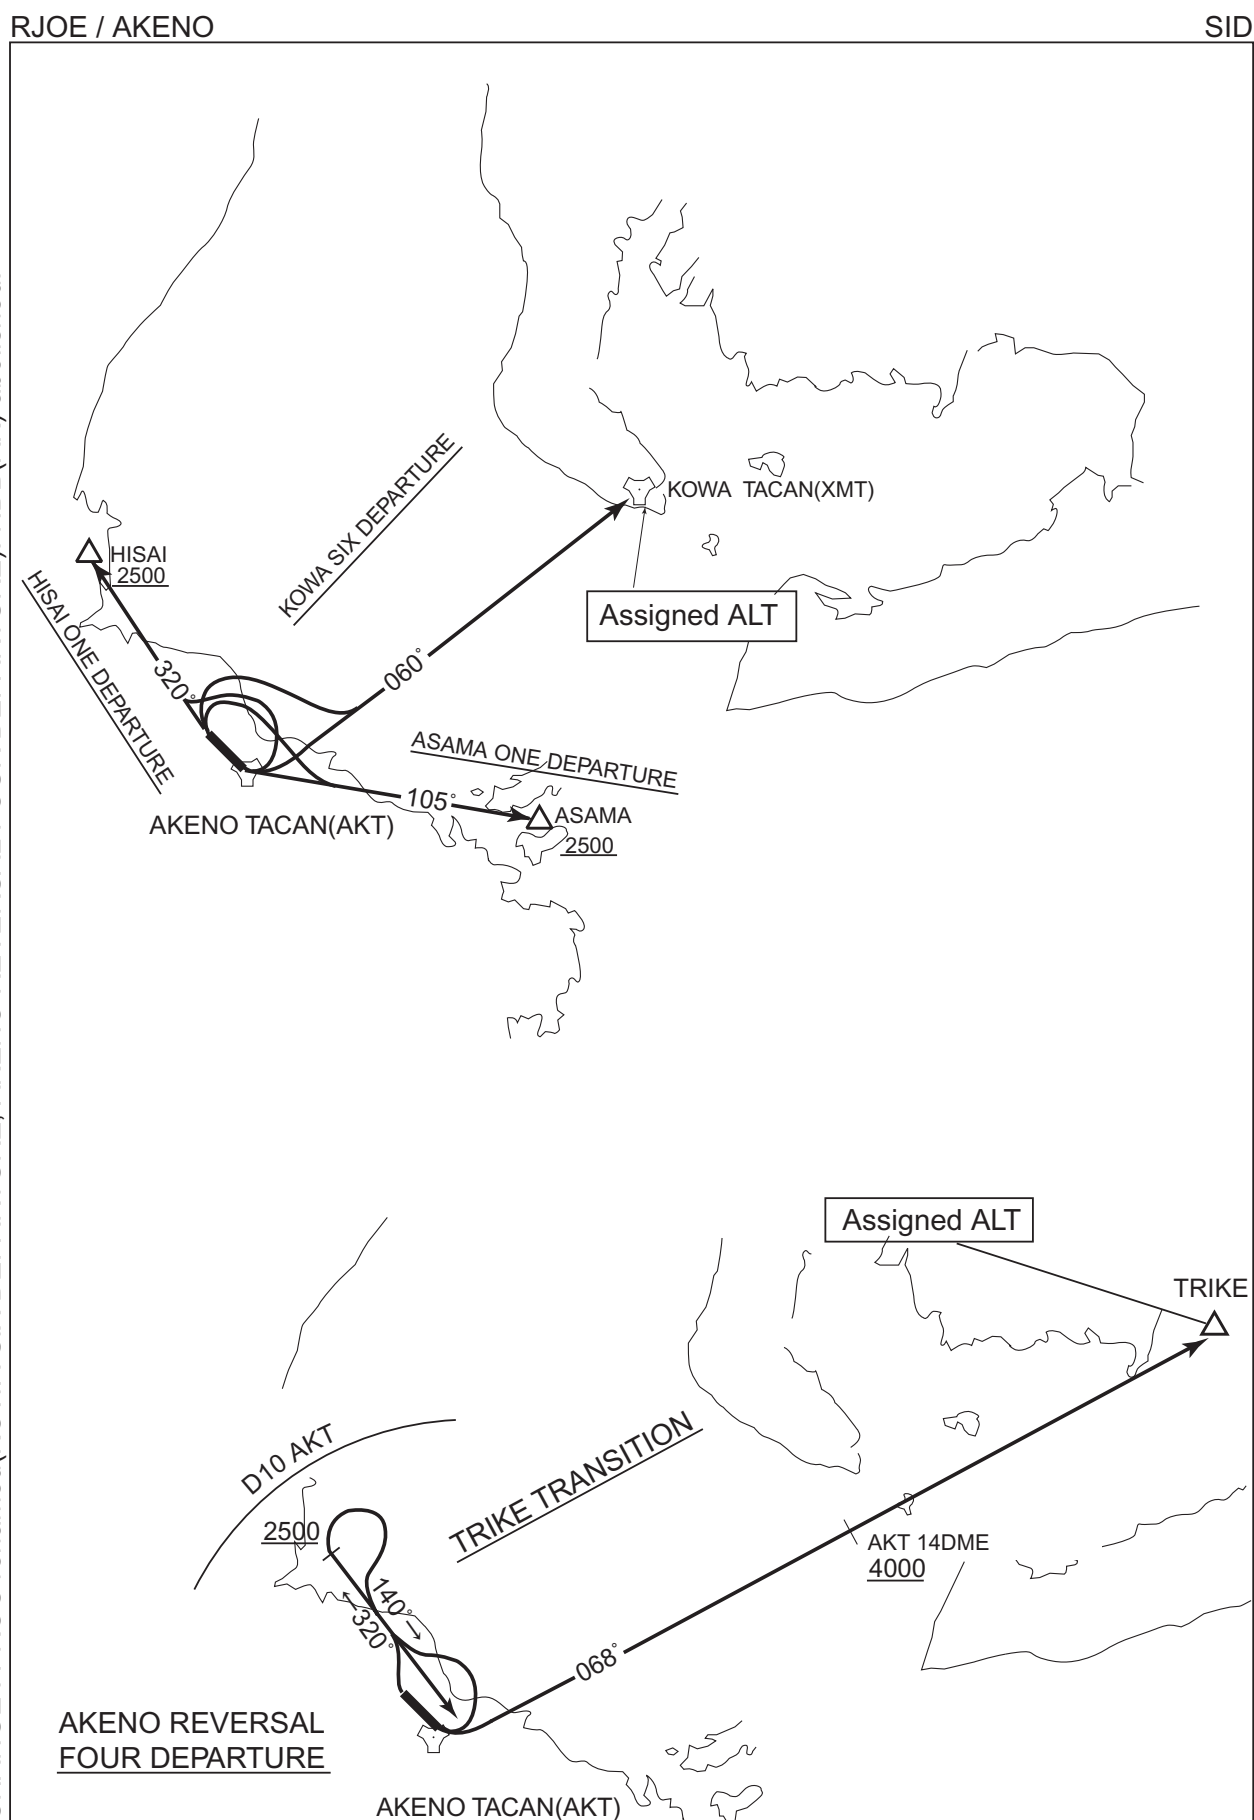 RJOE / AKENO
SID
KOWA SIX DEPARTURE
KOWA TACAN(XMT)
HISAI
2500
HISAI ONE DEPARTURE
Assigned ALT
320°
060°
ASAMA ONE DEPARTURE
105°
ASAMA
2500
AKENO TACAN(AKT)
Assigned ALT
TRIKE
D10 AKT
TRIKE TRANSITION
2500
AKT 14DME
4000
140°
320°
068°
AKENO REVERSAL
FOUR DEPARTURE
AKENO TACAN(AKT)